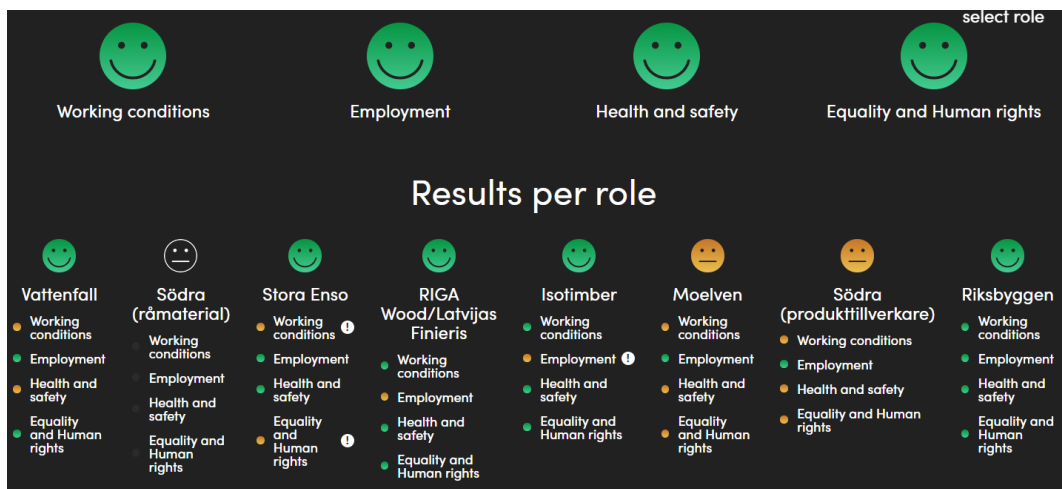 select role
Working conditions
Employment
Health and safety
Equality and Human rights
Results per role
Vattenfall
Working
conditions
Employment
Health and
safety
Equality
and Human
rights
Södra
(råmaterial)
Working
conditions
Employment
Health and
safety
Equality and
Human
rights
Stora Enso
Working
conditions
!
Employment
Health and
safety
Equality
and
Human
rights
!
RIGA
Wood/Latvijas
Finieris
Working
conditions
Employment
Health and
safety
Equality and
Human rights
Isotimber
Working
conditions
Employment !
Health and
safety
Equality and
Human rights
Moelven
Working
conditions
Employment
Health and
safety
Equality
and Human
rights
Södra
(produkttillverkare)
Working conditions
Employment
Health and safety
Equality and Human
rights
Riksbyggen
Working
conditions
Employment
Health and
safety
Equality
and Human
rights